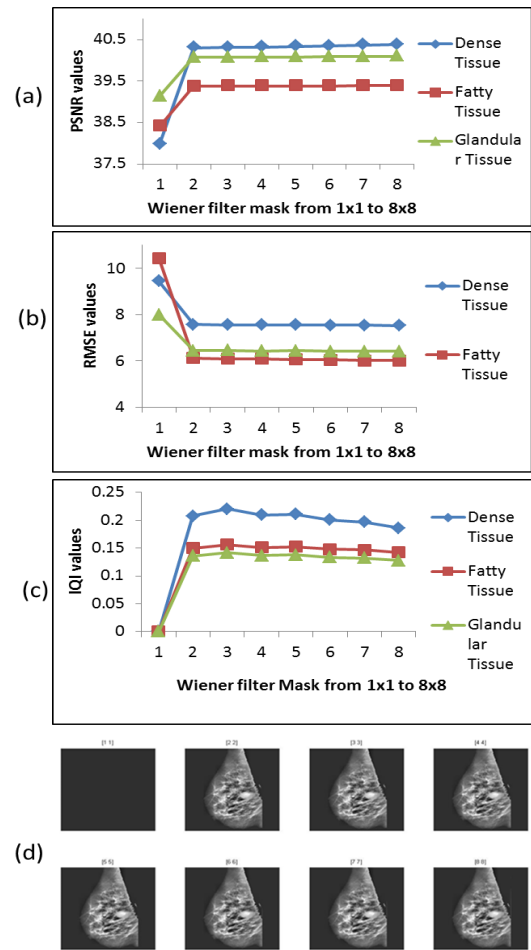 (a)
PSNR values
40.5
39.5
38.5
37.5
1 2 3 4 5 6 7 8
Wiener filter mask from 1x1 to 8x8
Dense
Tissue
Fatty
Tissue
Glandula
r Tissue
(b)
RMSE values
10
8
6
4
1 2 3 4 5 6 7 8
Wiener filter mask from 1x1 to 8x8
Dense
Tissue
Fatty
Tissue
(c)
IQI values
0.25
0.2
0.15
0.1
0.05
0
1 2 3 4 5 6 7 8
Wiener filter Mask from 1x1 to 8x8
Dense
Tissue
Fatty
Tissue
Glandu
lar Tissue
(d)
[1 1] [2 2] [3 3] [4 4]
[5 5] [6 6] [7 7] [8 8]